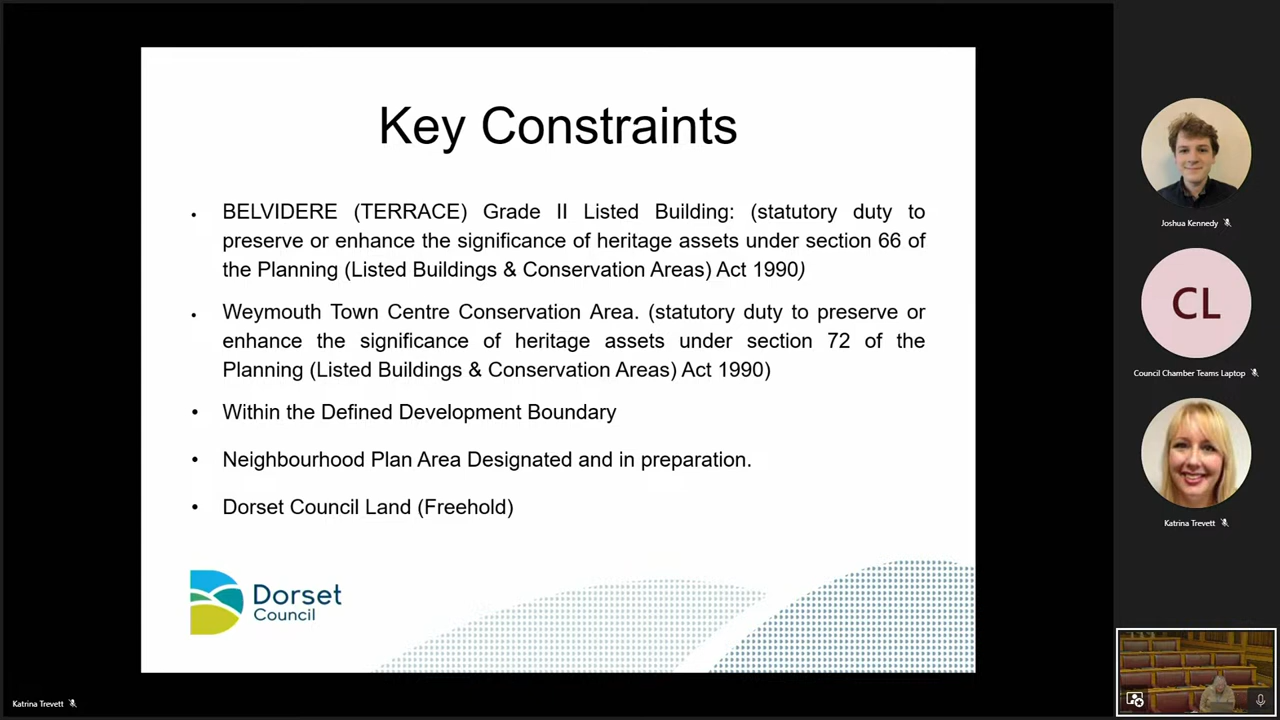 Key Constraints
• BELVIDERE (TERRACE) Grade II Listed Building: (statutory duty to
preserve or enhance the significance of heritage assets under section 66 of
the Planning (Listed Buildings & Conservation Areas) Act 1990)
• Weymouth Town Centre Conservation Area. (statutory duty to preserve or
enhance the significance of heritage assets under section 72 of the
Planning (Listed Buildings & Conservation Areas) Act 1990)
• Within the Defined Development Boundary
• Neighbourhood Plan Area Designated and in preparation.
• Dorset Council Land (Freehold)
Dorset
Council
Joshua Kennedy
CL
Council Chamber Teams Laptop
Katrina Trevett
Katrina Trevett